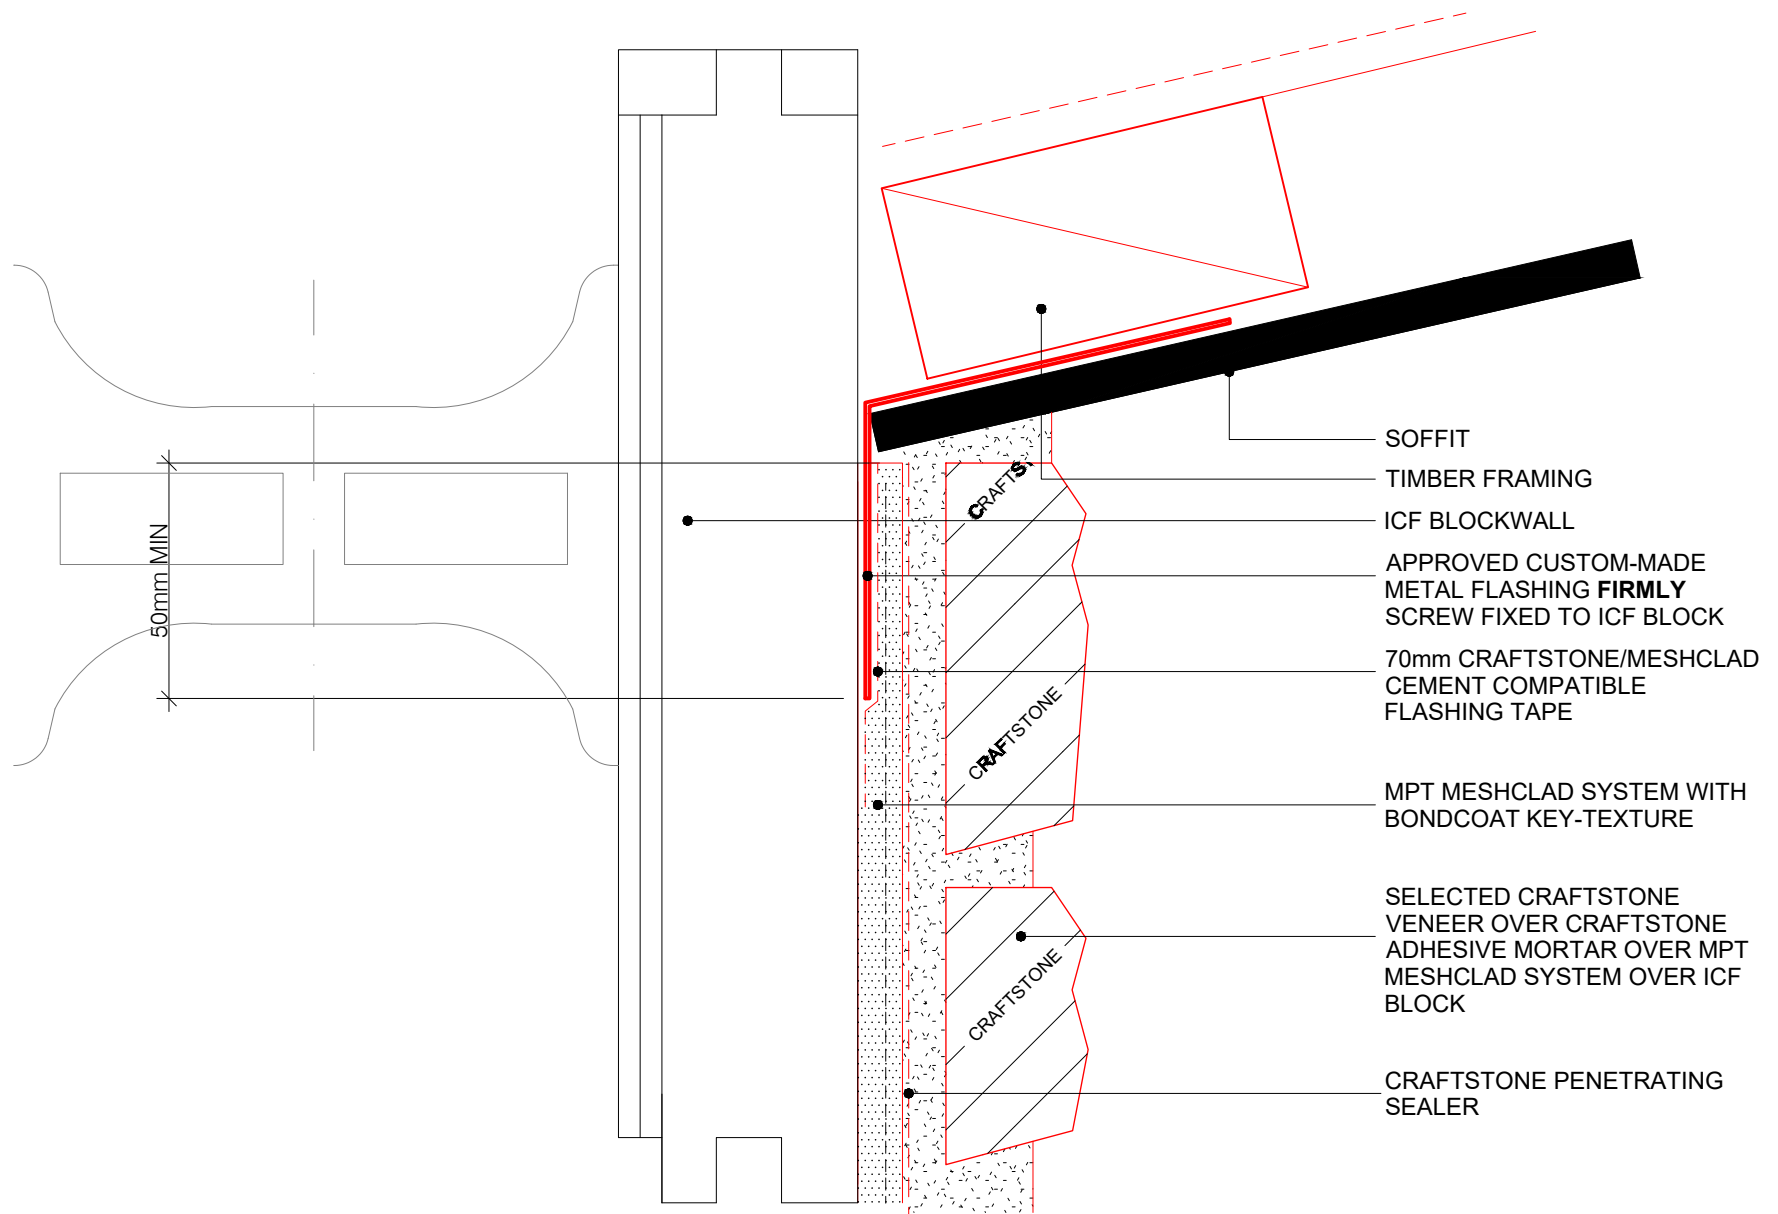 CRAFTS
SOFFIT
TIMBER FRAMING
ICF BLOCKWALL
50mm MIN
APPROVED CUSTOM-MADE
METAL FLASHING FIRMLY
SCREW FIXED TO ICF BLOCK
70mm CRAFTSTONE/MESHCLAD
CEMENT COMPATIBLE
FLASHING TAPE
CRAFTSTONE
MPT MESHCLAD SYSTEM WITH
BONDCOAT KEY-TEXTURE
SELECTED CRAFTSTONE
VENEER OVER CRAFTSTONE
ADHESIVE MORTAR OVER MPT
MESHCLAD SYSTEM OVER ICF
BLOCK
CRAFTSTONE
CRAFTSTONE PENETRATING
SEALER